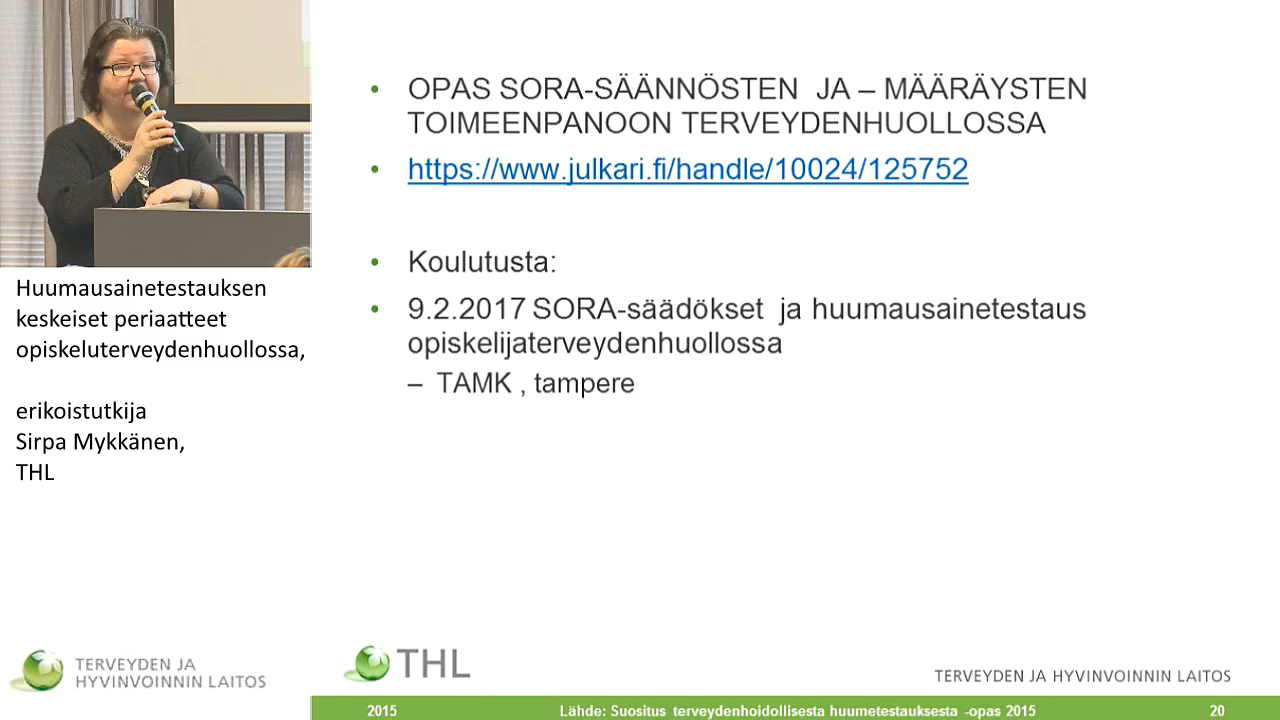 OPAS SORA-SÄÄNNÖSTEN JA – MÄÄRÄYSTEN
TOIMEENPANOON TERVEYDENHUOLLOSSA
https://www.julkari.fi/handle/10024/125752
Koulutusta:
9.2.2017 SORA-säädökset ja huumausainetestaus
opiskelijaterveydenhuollossa
– TAMK , tampere
Huumausainetestauksen
keskeiset periaatteet
opiskeluterveydenhuollossa,
erikoistutkija
Sirpa Mykkänen,
THL
TERVEYDEN JA
HYVINVOINNIN LAITOS
THL
TERVEYDEN JA HYVINVOINNIN LAITOS
2015 Lähde: Suositus terveydenhoidollisesta huumetestauksesta -opas 2015 20